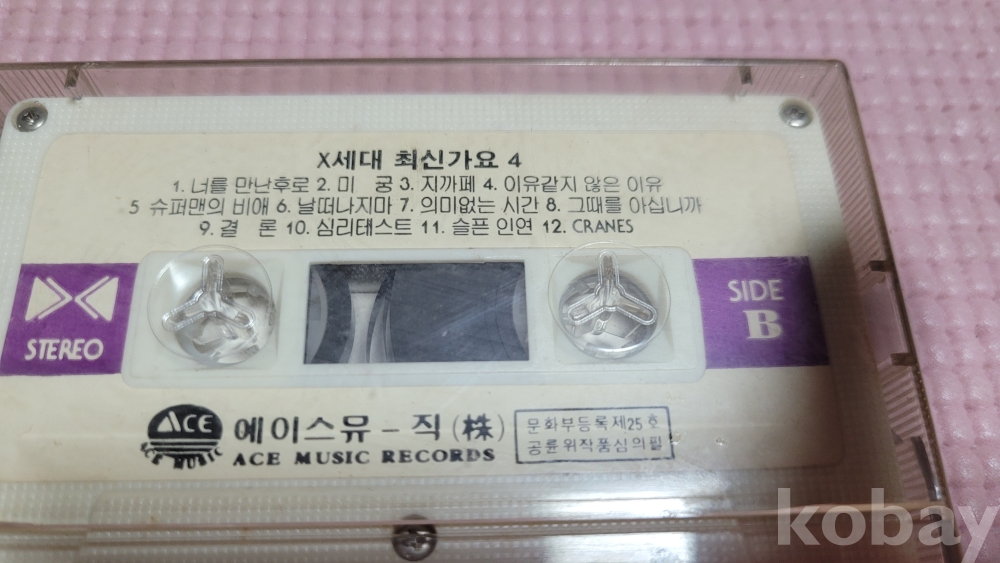 X세대 최신가요 4
1. 너를 만난후로 2. 미 궁 3. 지까페 4. 이유같지 않은 이유
5 슈퍼맨의 비애 6. 날떠나지마 7. 의미없는 시간 8. 그때를 아십니까
9. 결 론 10. 심리태스트 11. 슬픈 인연 12. CRANES
STEREO
SIDE
B
ACE
ACE MUSIC
에이스뮤-직(株)
ACE MUSIC RECORDS
문화부등록제25호
공륜위작품심의필
kobay